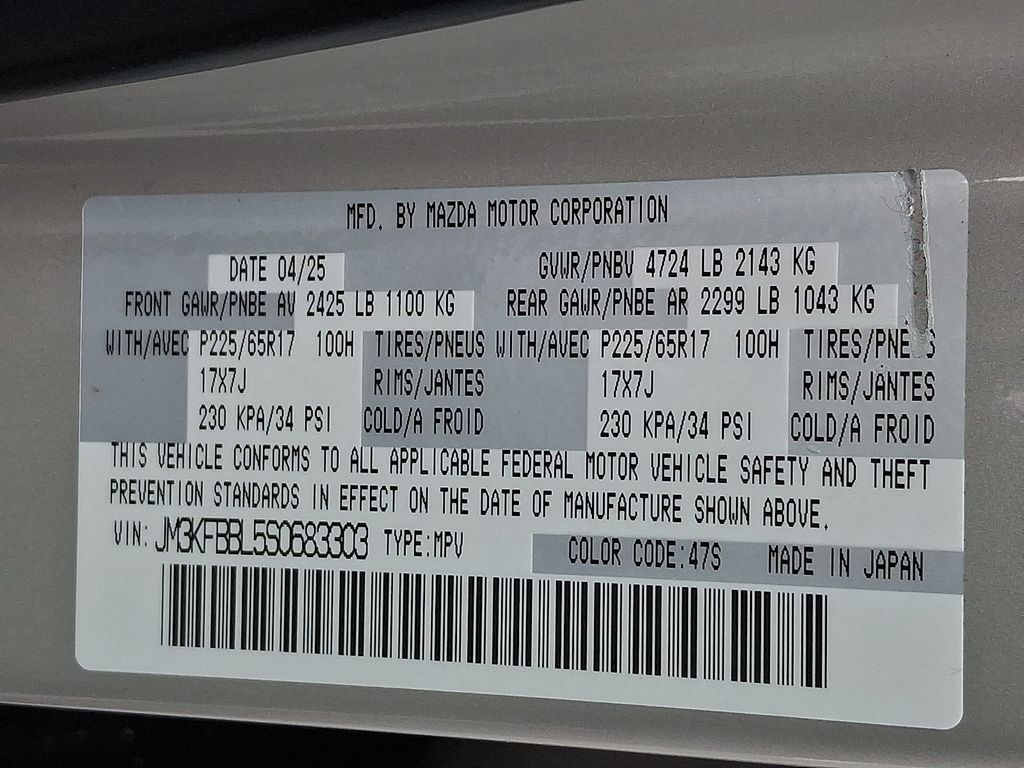 MFD. BY MAZDA MOTOR CORPORATION
DATE 04/25 GVWR/PNBV 4724 LB 2143 KG
FRONT GAWR/PNBE AV 2425 LB 1100 KG REAR GAWR/PNBE AR 2299 LB 1043 KG
WITH/AVEC P225/65R17 100H TIRES/PNEUS WITH/AVEC P225/65R17 100H TIRES/PNEUS
17X7J RIMS/JANTES 17X7J RIMS/JANTES
230 KPA/34 PSI COLD/A FROID 230 KPA/34 PSI COLD/A FROID
THIS VEHICLE CONFORMS TO ALL APPLICABLE FEDERAL MOTOR VEHICLE SAFETY AND THEFT
PREVENTION STANDARDS IN EFFECT ON THE DATE OF MANUFACTURE SHOWN ABOVE.
VIN: JM3KFBBL5S0683303 TYPE:MPV COLOR CODE:47S MADE IN JAPAN